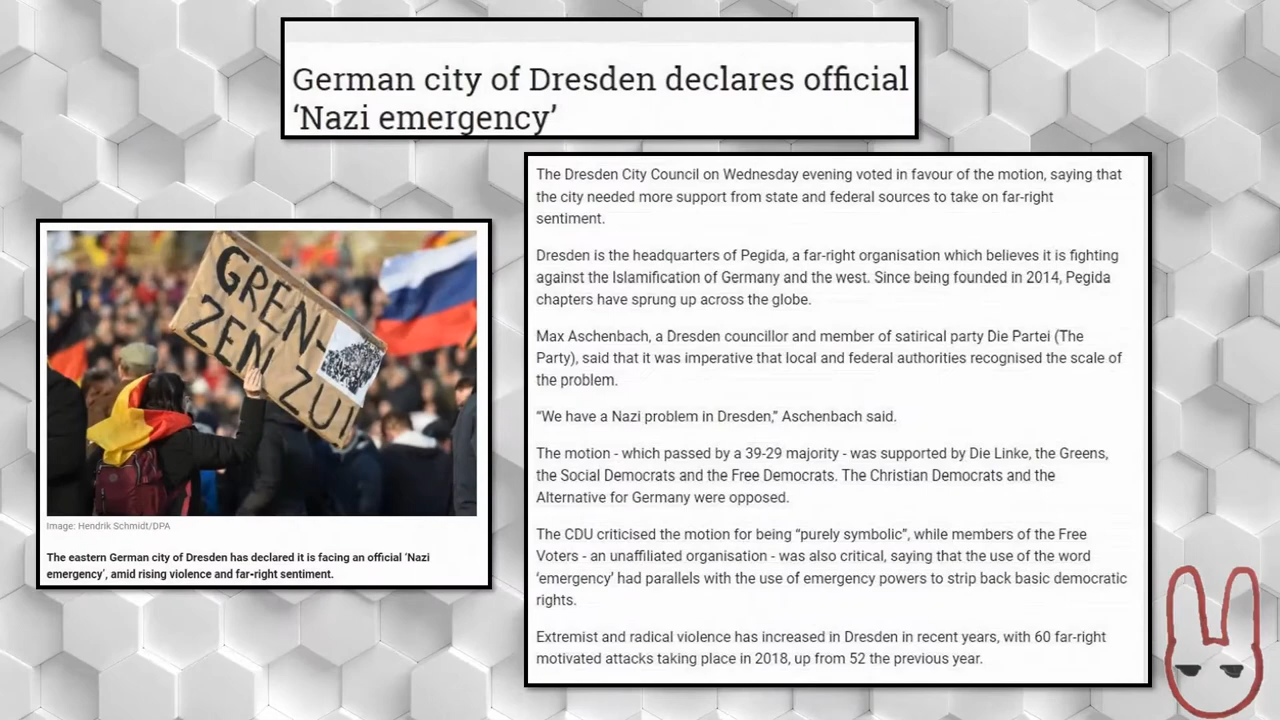 German city of Dresden declares official
‘Nazi emergency’
GREN-
ZEN ZU!
Image: Hendrik Schmidt/DPA
The eastern German city of Dresden has declared it is facing an official ‘Nazi
emergency’, amid rising violence and far-right sentiment.
The Dresden City Council on Wednesday evening voted in favour of the motion, saying that
the city needed more support from state and federal sources to take on far-right
sentiment.
Dresden is the headquarters of Pegida, a far-right organisation which believes it is fighting
against the Islamification of Germany and the west. Since being founded in 2014, Pegida
chapters have sprung up across the globe.
Max Aschenbach, a Dresden councillor and member of satirical party Die Partei (The
Party), said that it was imperative that local and federal authorities recognised the scale of
the problem.
“We have a Nazi problem in Dresden,” Aschenbach said.
The motion - which passed by a 39-29 majority - was supported by Die Linke, the Greens,
the Social Democrats and the Free Democrats. The Christian Democrats and the
Alternative for Germany were opposed.
The CDU criticised the motion for being “purely symbolic”, while members of the Free
Voters - an unaffiliated organisation - was also critical, saying that the use of the word
‘emergency’ had parallels with the use of emergency powers to strip back basic democratic
rights.
Extremist and radical violence has increased in Dresden in recent years, with 60 far-right
motivated attacks taking place in 2018, up from 52 the previous year.